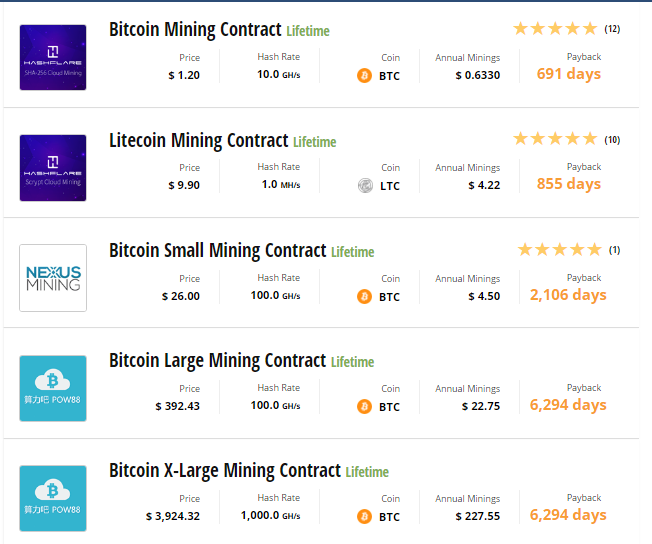 Bitcoin Mining Contract Lifetime
(12)
HASHFLARE
SHA-256 Cloud Mining
Price Hash Rate Coin Annual Minings Payback
$ 1.20 10.0 GH/s BTC $ 0.6330 691 days
Litecoin Mining Contract Lifetime
(10)
HASHFLARE
Scrypt Cloud Mining
Price Hash Rate Coin Annual Minings Payback
$ 9.90 1.0 MH/s LTC $ 4.22 855 days
Bitcoin Small Mining Contract Lifetime
(1)
NEXUS
MINING
Price Hash Rate Coin Annual Minings Payback
$ 26.00 100.0 GH/s BTC $ 4.50 2,106 days
Bitcoin Large Mining Contract Lifetime
算力吧 POW88
Price Hash Rate Coin Annual Minings Payback
$ 392.43 100.0 GH/s BTC $ 22.75 6,294 days
Bitcoin X-Large Mining Contract Lifetime
算力吧 POW88
Price Hash Rate Coin Annual Minings Payback
$ 3,924.32 1,000.0 GH/s BTC $ 227.55 6,294 days